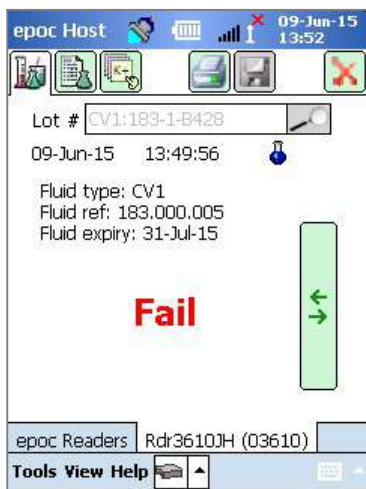 epoc Host 09-Jun-15
13:52
Lot # CV1:183-1-B428
09-Jun-15 13:49:56
Fluid type: CV1
Fluid ref: 183.000.005
Fluid expiry: 31-Jul-15
Fail
epoc Readers Rdr3610JH (03610)
Tools View Help